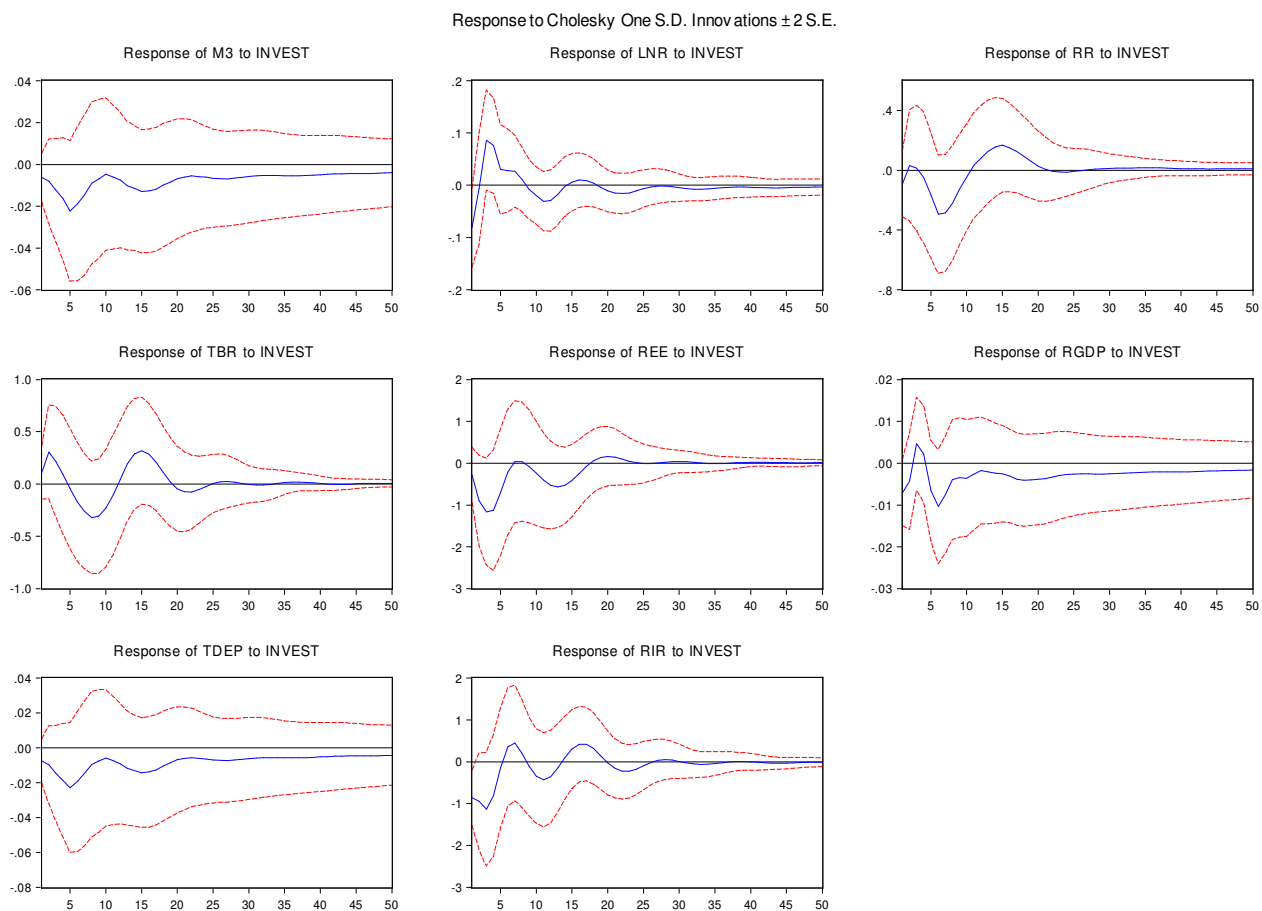 Response to Cholesky One S.D. Innovations ± 2 S.E.
Response of M3 to INVEST
.04
.02
.00
-.02
-.04
-.06
5 10 15 20 25 30 35 40 45 50
Response of LNR to INVEST
.2
.1
.0
-.1
-.2
5 10 15 20 25 30 35 40 45 50
Response of RR to INVEST
.4
.0
-.4
-.8
5 10 15 20 25 30 35 40 45 50
Response of TBR to INVEST
1.0
0.5
0.0
-0.5
-1.0
5 10 15 20 25 30 35 40 45 50
Response of REE to INVEST
2
1
0
-1
-2
-3
5 10 15 20 25 30 35 40 45 50
Response of RGDP to INVEST
.02
.01
.00
-.01
-.02
-.03
5 10 15 20 25 30 35 40 45 50
Response of TDEP to INVEST
.04
.02
.00
-.02
-.04
-.06
-.08
5 10 15 20 25 30 35 40 45 50
Response of RIR to INVEST
2
1
0
-1
-2
-3
5 10 15 20 25 30 35 40 45 50